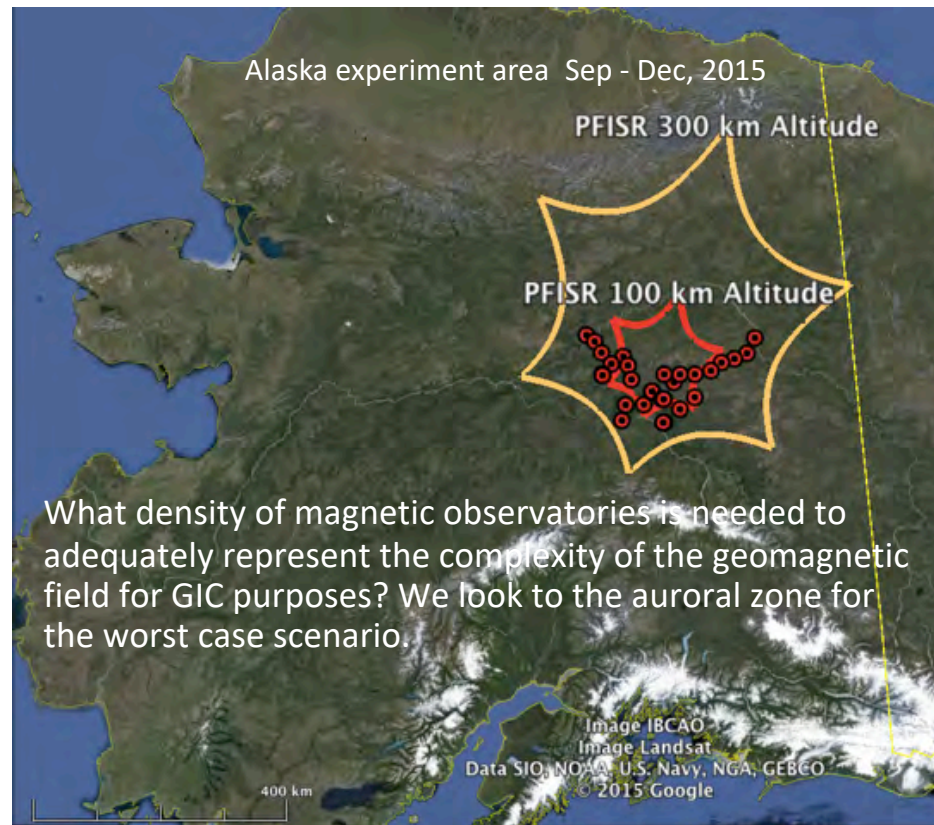 Alaska experiment area  Sep - Dec, 2015
PFISR 300 km Altitude
PFISR 100 km Altitude
What density of magnetic observatories is needed to
adequately represent the complexity of the geomagnetic
field for GIC purposes? We look to the auroral zone for
the worst case scenario.
Image IBCAO
Image Landsat
Data SIO, NOAA, U.S. Navy, NGA, GEBCO
© 2015 Google
400 km